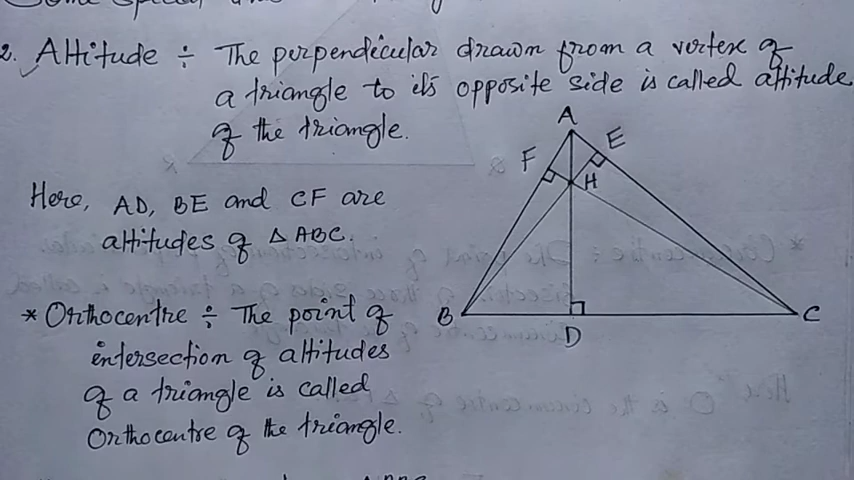 2. Altitude ÷ The perpendicular drawn from a vertex of
a triangle to it's opposite side is called altitude
of the triangle.
A
E
F
H
Here, AD, BE and CF are
altitudes of △ ABC.
B
C
D
* Orthocentre ÷ The point of
intersection of altitudes
of a triangle is called
Orthocentre of the triangle.